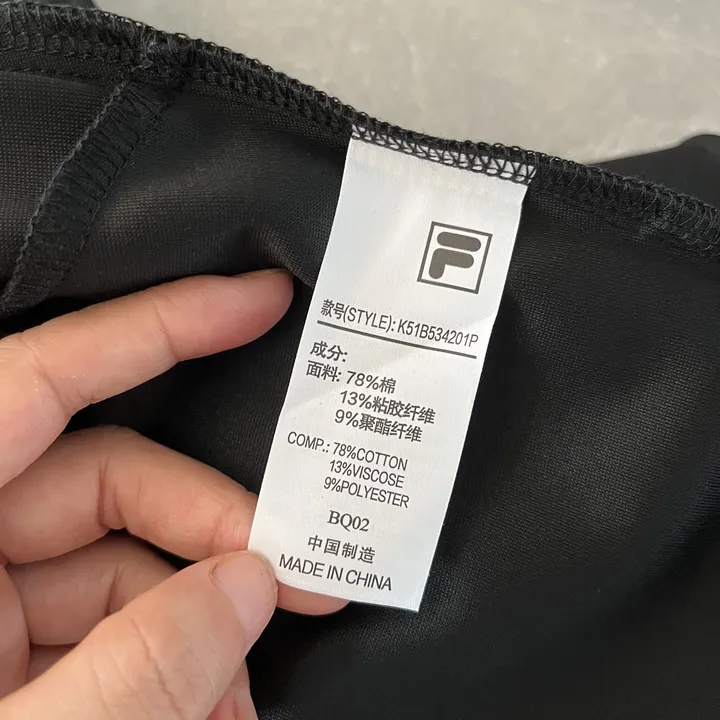 F
款号(STYLE): K51B534201P
成分:
面料: 78%棉
13%粘胶纤维
9%聚酯纤维
COMP.: 78%COTTON
13%VISCOSE
9%POLYESTER
BQ02
中国制造
MADE IN CHINA